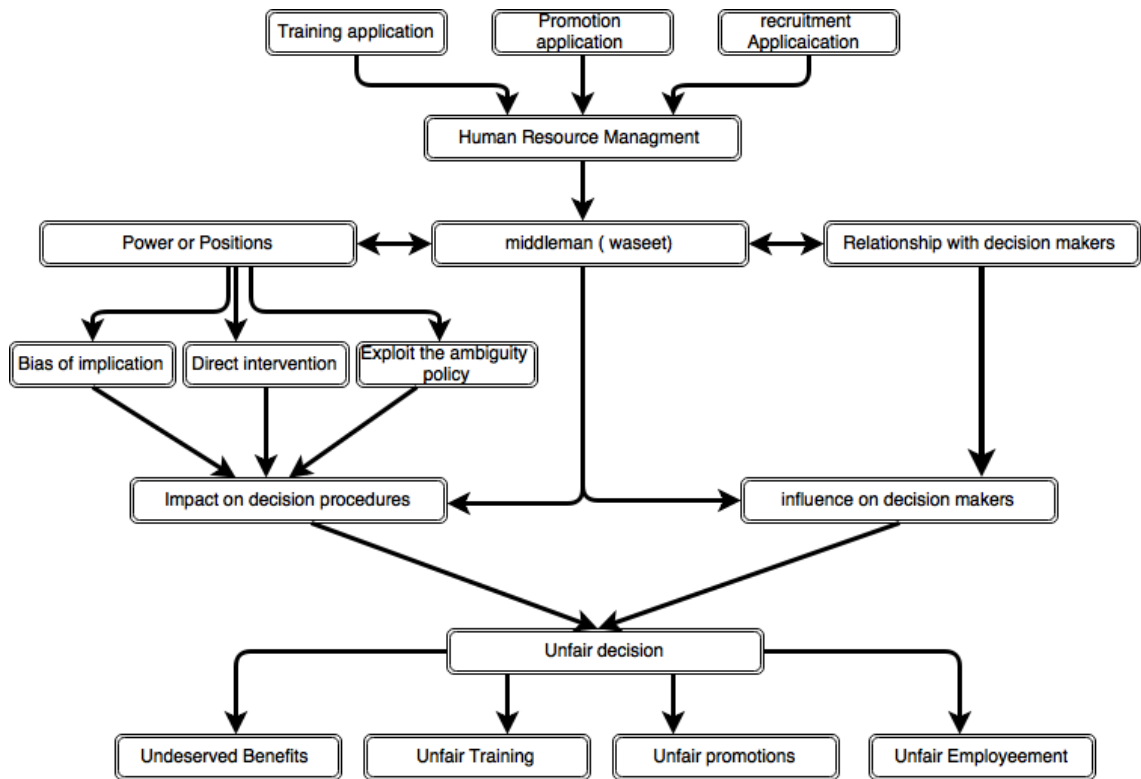 Training application
Promotion
application
recruitment
Applicaication
Human Resource Managment
Power or Positions
middleman ( waseet)
Relationship with decision makers
Bias of implication
Direct intervention
Exploit the ambiguity
policy
Impact on decision procedures
influence on decision makers
Unfair decision
Undeserved Benefits
Unfair Training
Unfair promotions
Unfair Employeement